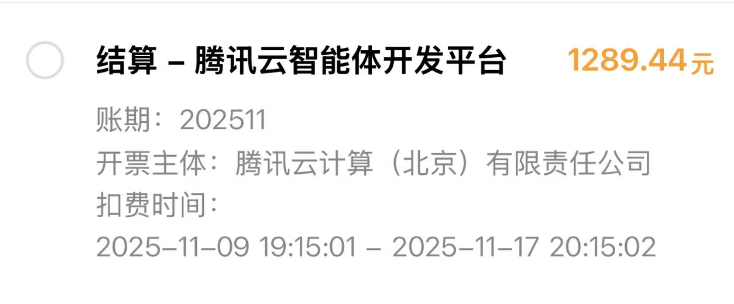 结算 – 腾讯云智能体开发平台 1289.44元
账期：202511
开票主体：腾讯云计算（北京）有限责任公司
扣费时间：
2025–11–09 19:15:01 – 2025–11–17 20:15:02